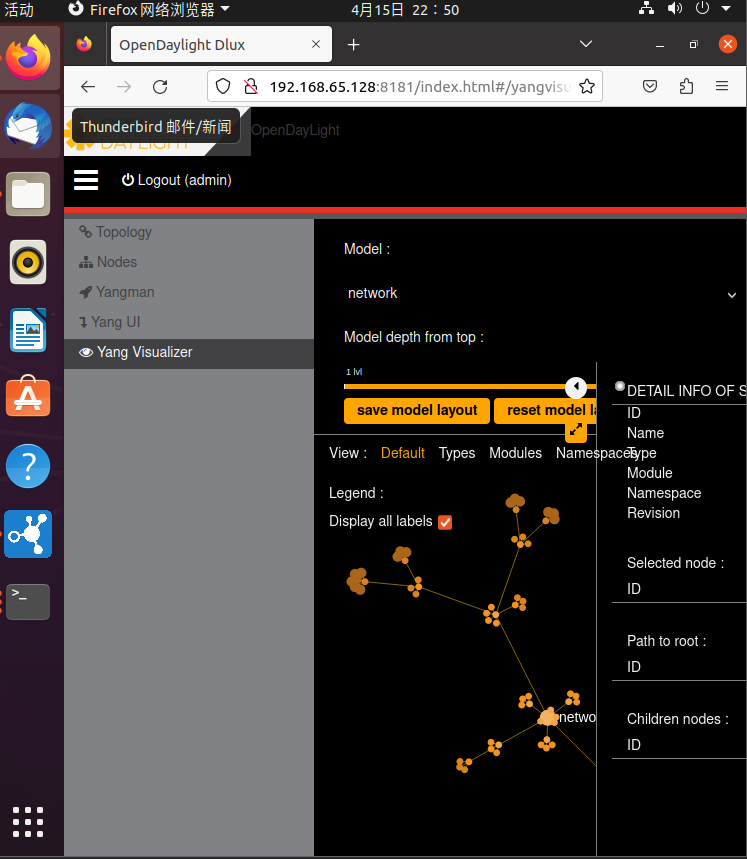 活动 Firefox 网络浏览器 4月15日 22：50
OpenDaylight Dlux
192.168.65.128:8181/index.html#/yangvisu
Thunderbird 邮件/新闻
OpenDayLight
DAYLIGHT
Logout (admin)
Topology
Nodes
Yangman
Yang UI
Yang Visualizer
Model :
network
Model depth from top :
1 lvl
save model layout reset model l
View : Default Types Modules Namespaces
Legend :
Display all labels
netwo
DETAIL INFO OF S
ID
Name
Type
Module
Namespace
Revision
Selected node :
ID
Path to root :
ID
Children nodes :
ID